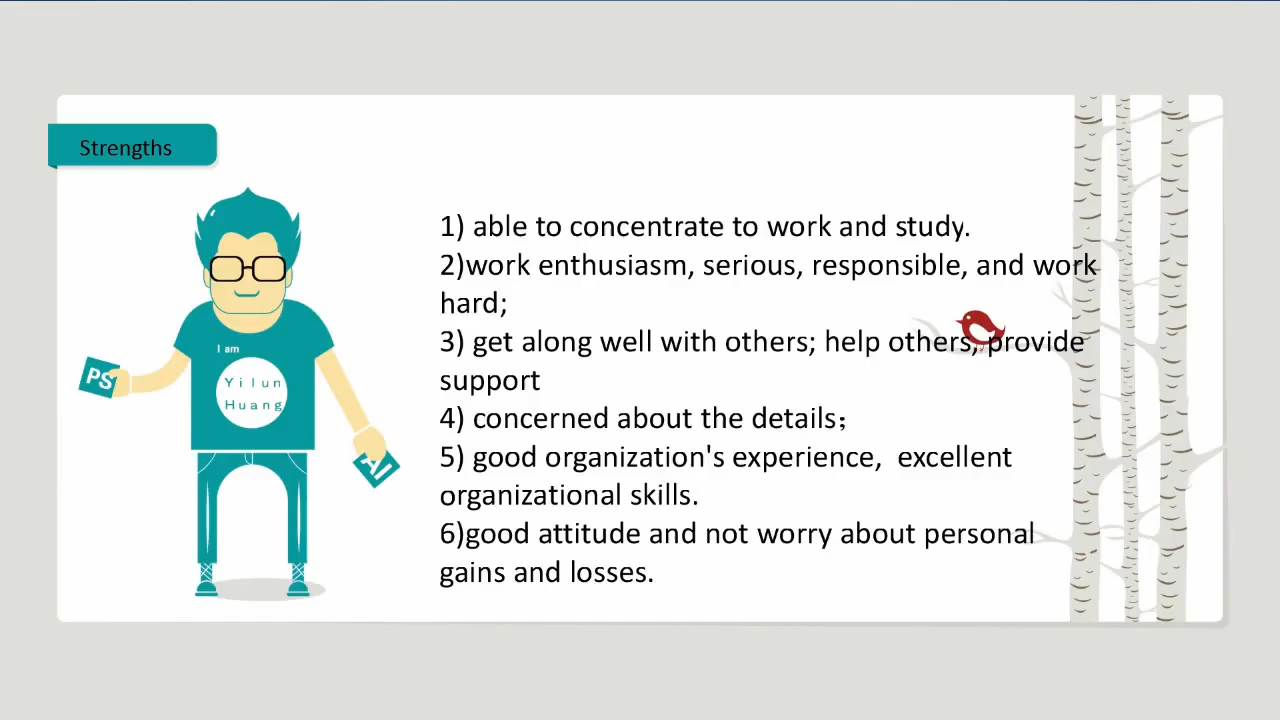 Strengths
1) able to concentrate to work and study.
2)work enthusiasm, serious, responsible, and work
hard;
3) get along well with others; help others, provide
support
4) concerned about the details；
5) good organization's experience,  excellent
organizational skills.
6)good attitude and not worry about personal
gains and losses.
I am
Yilun
Huang
PS
AI